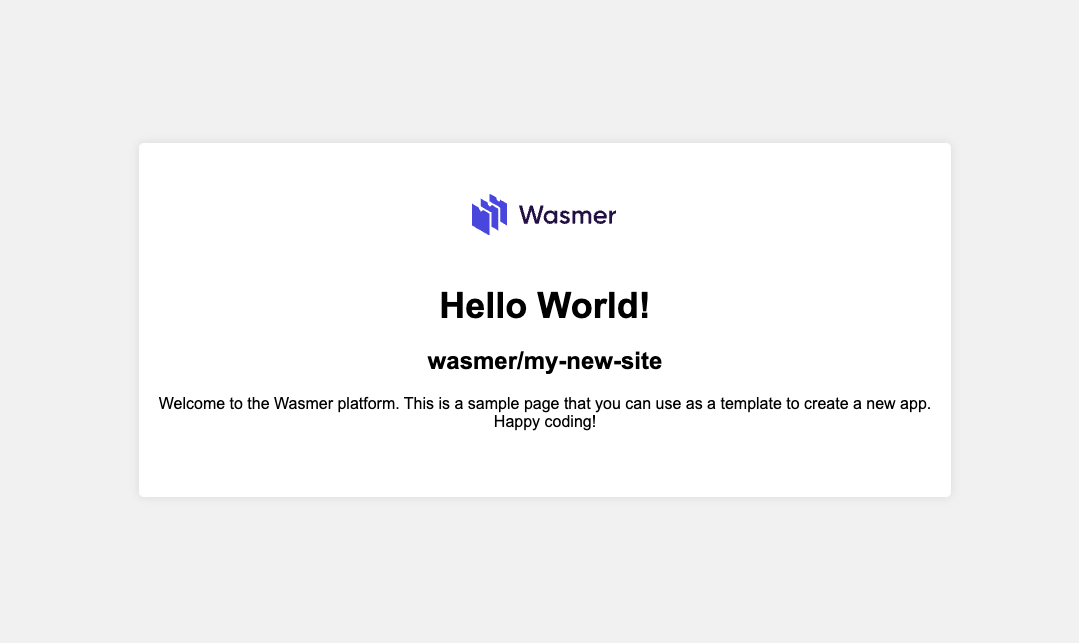 Wasmer
Hello World!
wasmer/my-new-site
Welcome to the Wasmer platform. This is a sample page that you can use as a template to create a new app.
Happy coding!